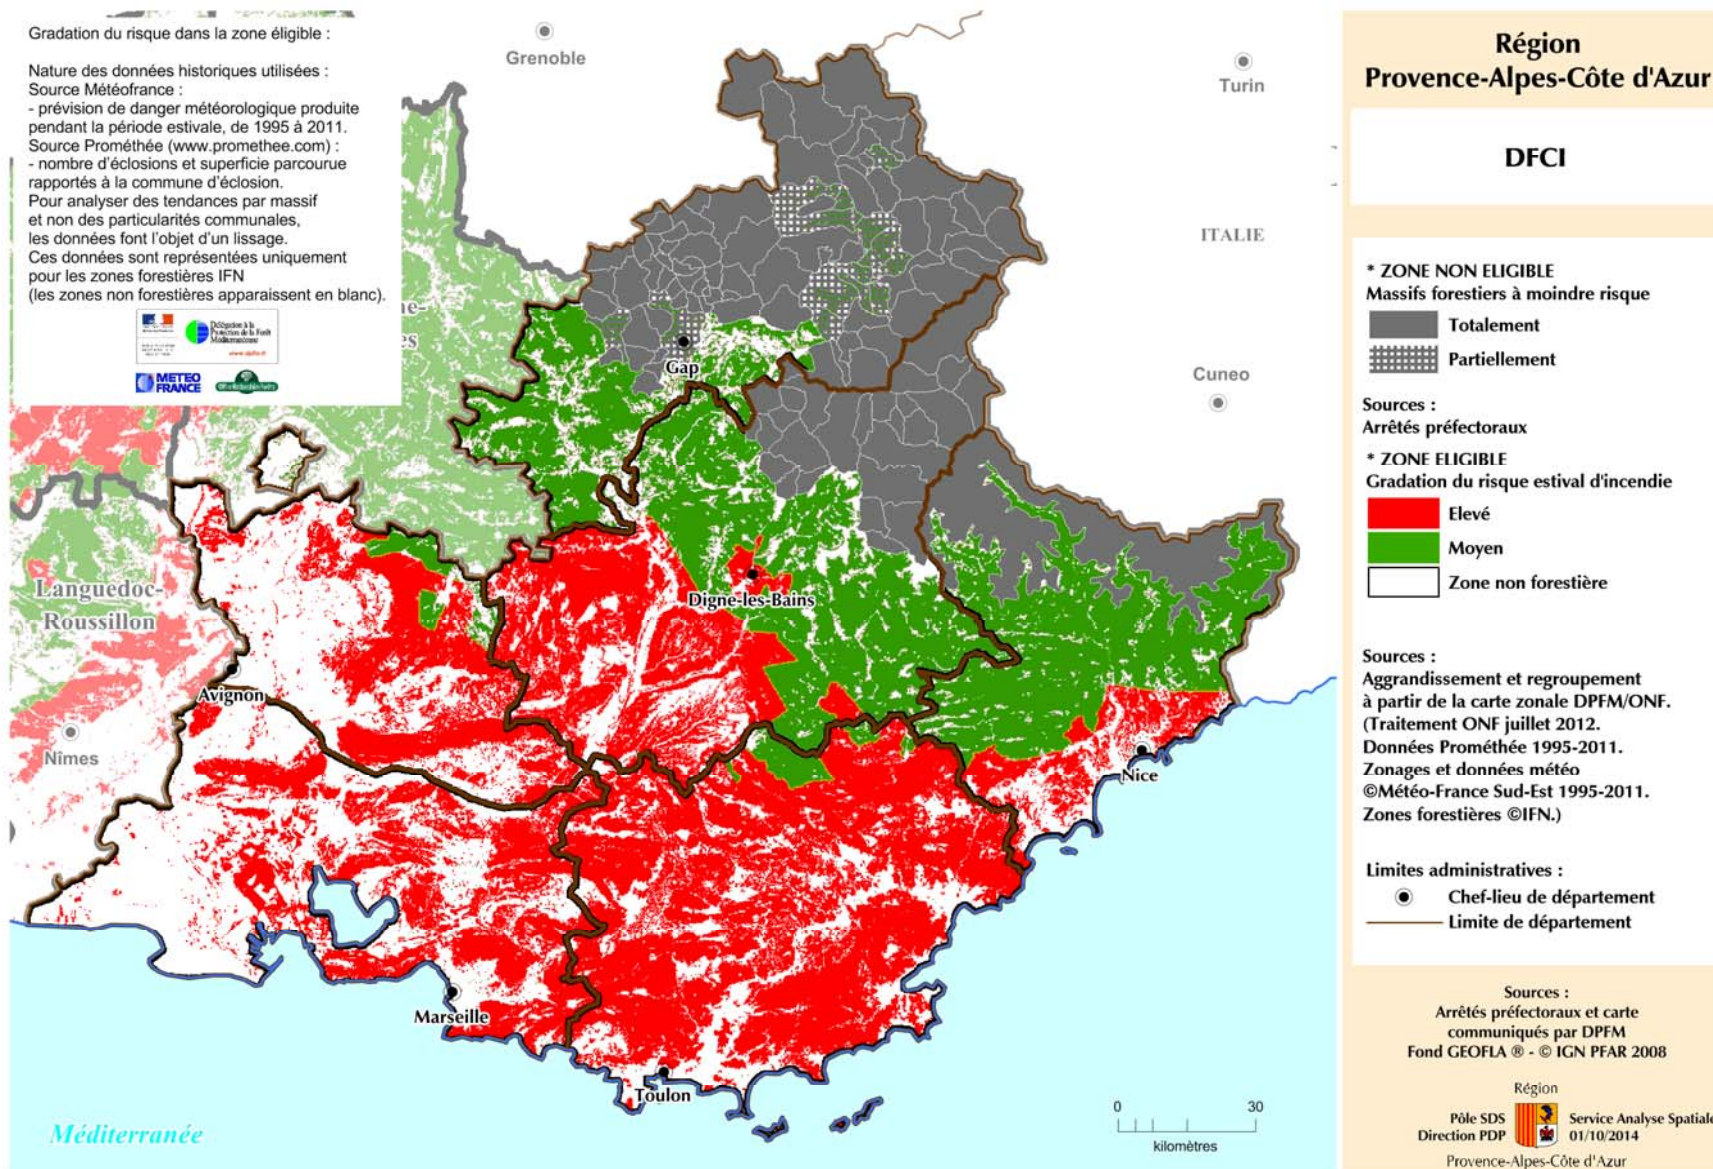 Gradation du risque dans la zone éligible :
Nature des données historiques utilisées :
Source Météofrance :
- prévision de danger météorologique produite
pendant la période estivale, de 1995 à 2011.
Source Prométhée (www.promethee.com) :
- nombre d'éclosions et superficie parcourue
rapportés à la commune d'éclosion.
Pour analyser des tendances par massif
et non des particularités communales,
les données font l'objet d'un lissage.
Ces données sont représentées uniquement
pour les zones forestières IFN
(les zones non forestières apparaissent en blanc).
Délégation à la
Protection de la Forêt
Méditerranéenne
METEO
FRANCE
Grenoble
Turin
ITALIE
Cuneo
Gap
Digne-les-Bains
Languedoc-
Roussillon
Avignon
Nîmes
Nice
Marseille
Toulon
Méditerranée
0 30
kilomètres
Région
Provence-Alpes-Côte d'Azur
DFCI
* ZONE NON ELIGIBLE
Massifs forestiers à moindre risque
Totalement
Partiellement
Sources :
Arrêtés préfectoraux
* ZONE ELIGIBLE
Gradation du risque estival d'incendie
Elevé
Moyen
Zone non forestière
Sources :
Aggrandissement et regroupement
à partir de la carte zonale DPFM/ONF.
(Traitement ONF juillet 2012.
Données Prométhée 1995-2011.
Zonages et données météo
©Météo-France Sud-Est 1995-2011.
Zones forestières ©IFN.)
Limites administratives :
Chef-lieu de département
Limite de département
Sources :
Arrêtés préfectoraux et carte
communiqués par DPFM
Fond GEOFLA ® - © IGN PFAR 2008
Région
Pôle SDS Service Analyse Spatiale
Direction PDP 01/10/2014
Provence-Alpes-Côte d'Azur